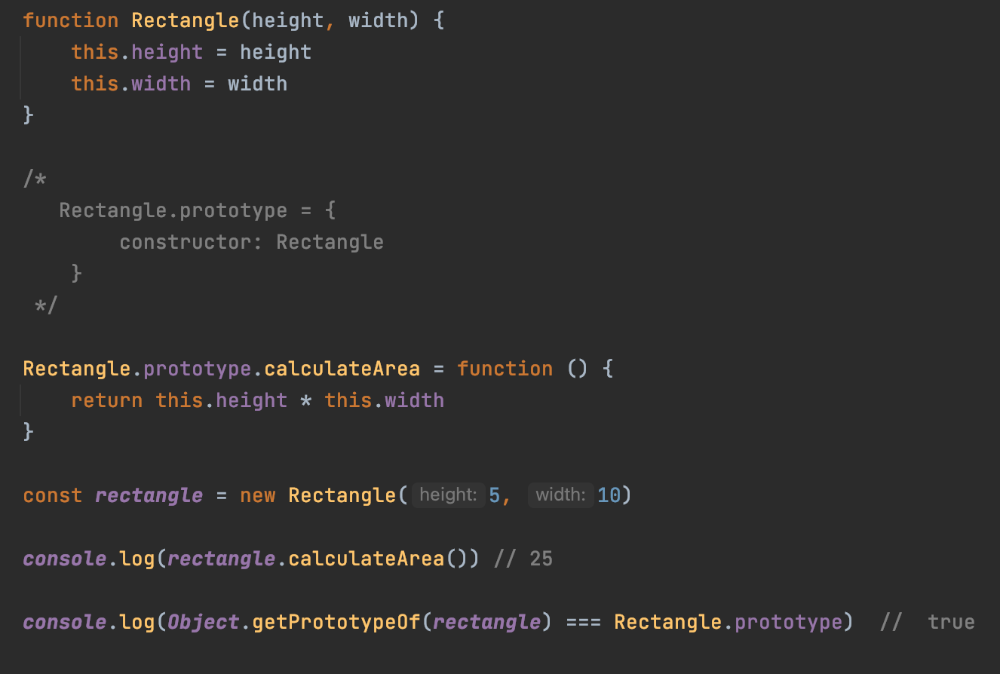 function Rectangle(height, width) {
    this.height = height
    this.width = width
}
/*
   Rectangle.prototype = {
        constructor: Rectangle
    }
 */
Rectangle.prototype.calculateArea = function () {
    return this.height * this.width
}
const rectangle = new Rectangle( height: 5,  width: 10)
console.log(rectangle.calculateArea()) // 25
console.log(Object.getPrototypeOf(rectangle) === Rectangle.prototype)  //  true